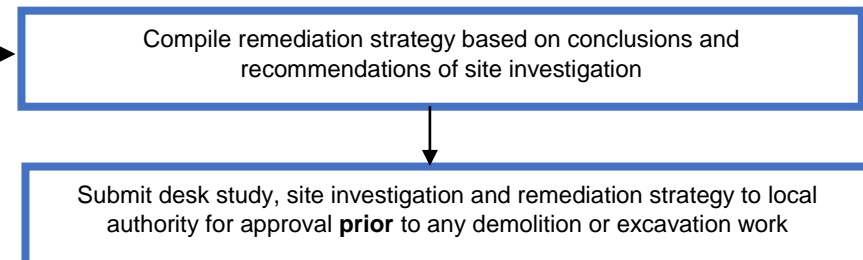 Compile remediation strategy based on conclusions and
recommendations of site investigation
Submit desk study, site investigation and remediation strategy to local
authority for approval prior to any demolition or excavation work